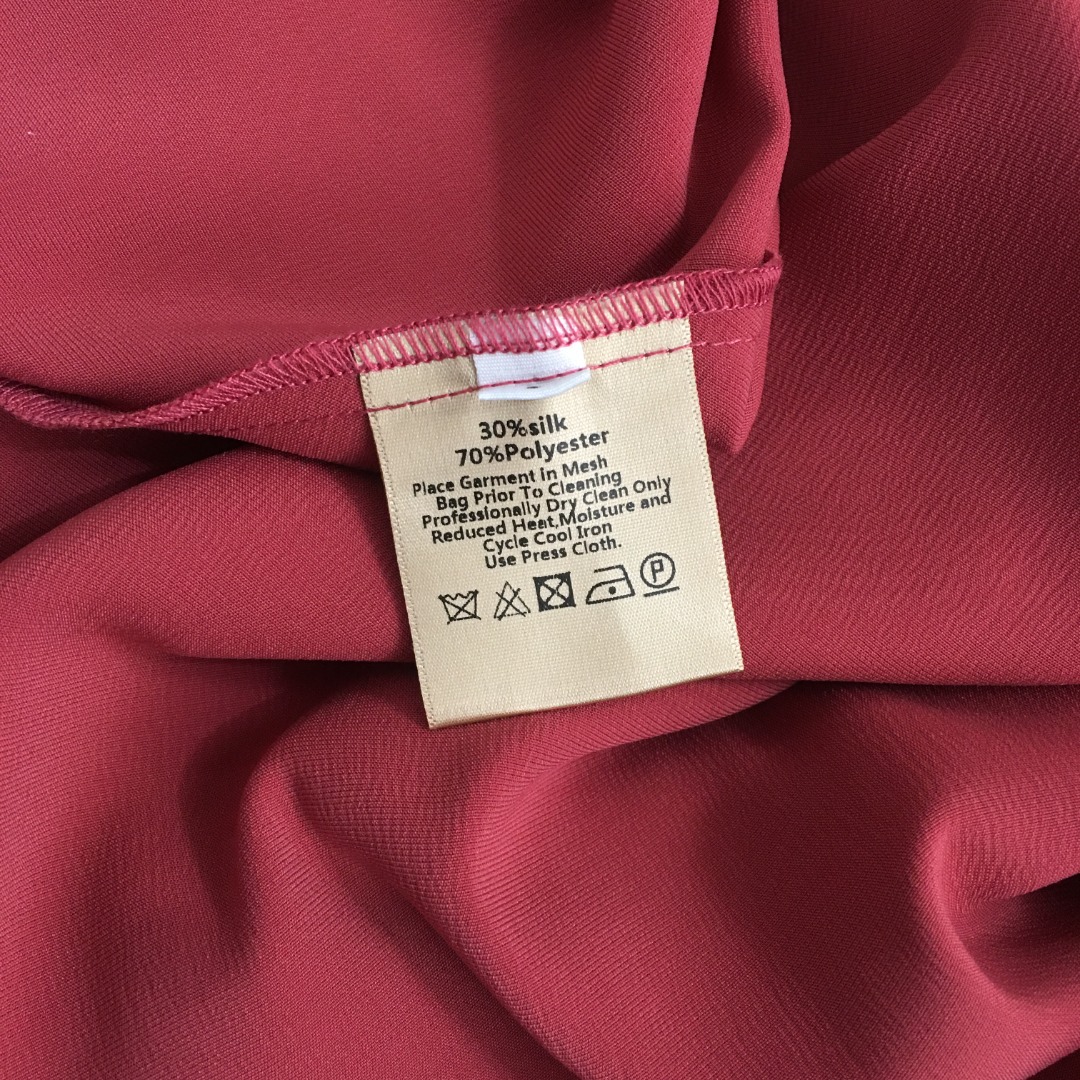 30%silk
70%Polyester
Place Garment in Mesh
Bag Prior To Cleaning
Professionally Dry Clean Only
Reduced Heat,Moisture and
Cycle Cool Iron
Use Press Cloth.
P